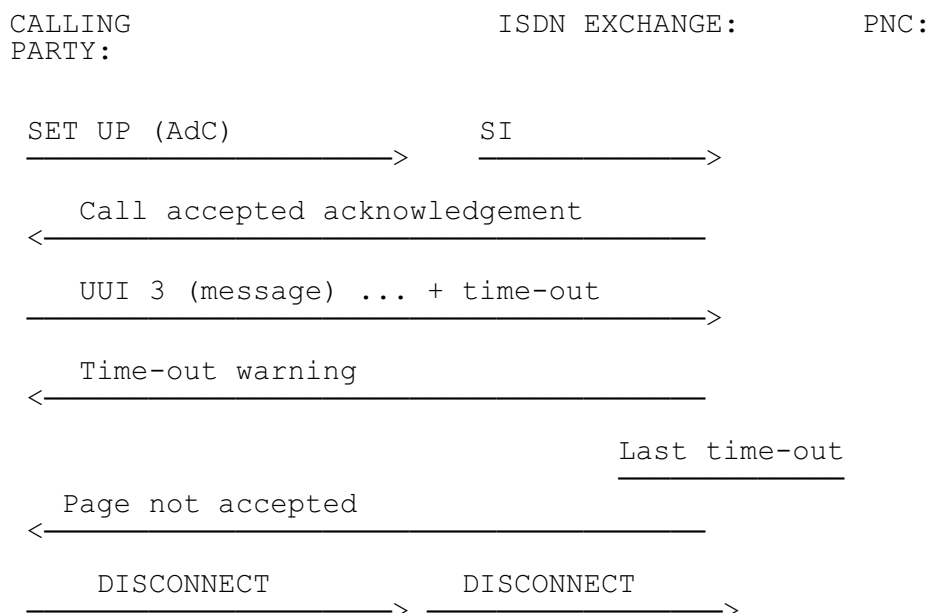 CALLING ISDN EXCHANGE: PNC:
PARTY:
SET UP (AdC) SI
Call accepted acknowledgement
UUI 3 (message) ... + time-out
Time-out warning
Last time-out
Page not accepted
DISCONNECT DISCONNECT